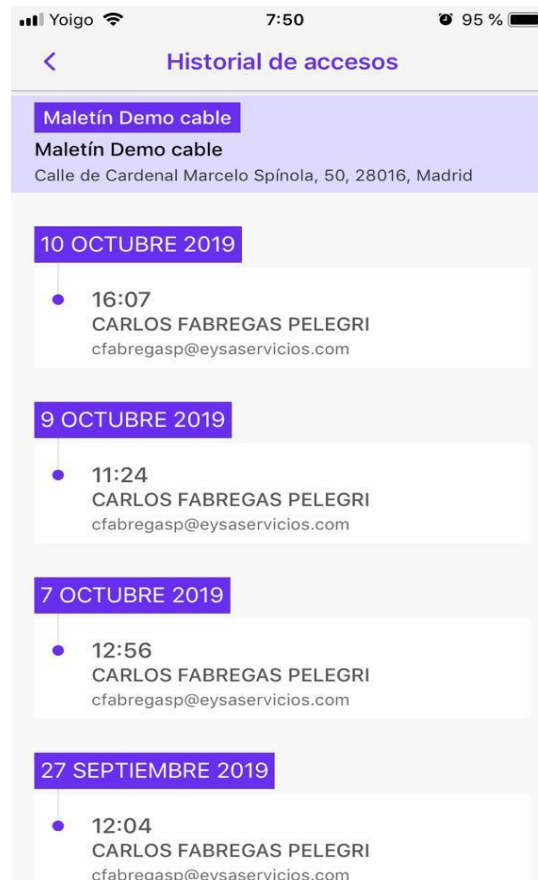 Yoigo 7:50 95 %
Historial de accesos
Maletín Demo cable
Maletín Demo cable
Calle de Cardenal Marcelo Spínola, 50, 28016, Madrid
10 OCTUBRE 2019
16:07
CARLOS FABREGAS PELEGRI
cfabregasp@eysaservicios.com
9 OCTUBRE 2019
11:24
CARLOS FABREGAS PELEGRI
cfabregasp@eysaservicios.com
7 OCTUBRE 2019
12:56
CARLOS FABREGAS PELEGRI
cfabregasp@eysaservicios.com
27 SEPTIEMBRE 2019
12:04
CARLOS FABREGAS PELEGRI
cfabregasp@eysaservicios.com